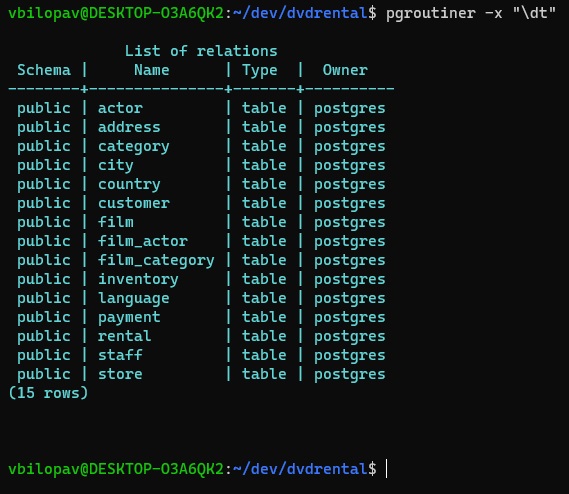 vbilopav@DESKTOP-O3A6QK2:~/dev/dvdrental$ pgroutiner -x "\dt"
             List of relations
 Schema |     Name      | Type  |  Owner
--------+---------------+-------+----------
 public | actor         | table | postgres
 public | address       | table | postgres
 public | category      | table | postgres
 public | city          | table | postgres
 public | country       | table | postgres
 public | customer      | table | postgres
 public | film          | table | postgres
 public | film_actor    | table | postgres
 public | film_category | table | postgres
 public | inventory     | table | postgres
 public | language      | table | postgres
 public | payment       | table | postgres
 public | rental        | table | postgres
 public | staff         | table | postgres
 public | store         | table | postgres
(15 rows)
vbilopav@DESKTOP-O3A6QK2:~/dev/dvdrental$